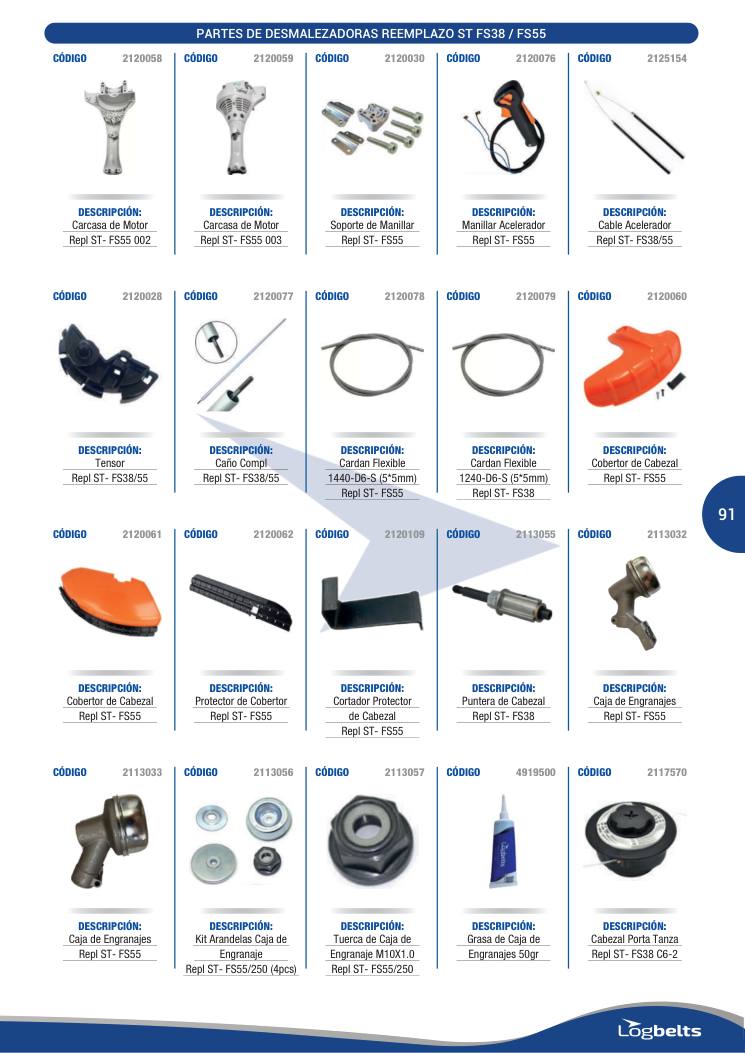 PARTES DE DESMALEZADORAS REEMPLAZO ST FS38 / FS55
CÓDIGO 2120058
DESCRIPCIÓN:
Carcasa de Motor
Repl ST- FS55 002
CÓDIGO 2120059
DESCRIPCIÓN:
Carcasa de Motor
Repl ST- FS55 003
CÓDIGO 2120030
DESCRIPCIÓN:
Soporte de Manillar
Repl ST- FS55
CÓDIGO 2120076
DESCRIPCIÓN:
Manillar Acelerador
Repl ST- FS55
CÓDIGO 2125154
DESCRIPCIÓN:
Cable Acelerador
Repl ST- FS38/55
CÓDIGO 2120028
DESCRIPCIÓN:
Tensor
Repl ST- FS38/55
CÓDIGO 2120077
DESCRIPCIÓN:
Caño Compl
Repl ST- FS38/55
CÓDIGO 2120078
DESCRIPCIÓN:
Cardan Flexible
1440-D6-S (5*5mm)
Repl ST- FS55
CÓDIGO 2120079
DESCRIPCIÓN:
Cardan Flexible
1240-D6-S (5*5mm)
Repl ST- FS38
CÓDIGO 2120060
DESCRIPCIÓN:
Cobertor de Cabezal
Repl ST- FS55
91
CÓDIGO 2120061
DESCRIPCIÓN:
Cobertor de Cabezal
Repl ST- FS55
CÓDIGO 2120062
DESCRIPCIÓN:
Protector de Cobertor
Repl ST- FS55
CÓDIGO 2120109
DESCRIPCIÓN:
Cortador Protector
de Cabezal
Repl ST- FS55
CÓDIGO 2113055
DESCRIPCIÓN:
Puntera de Cabezal
Repl ST- FS38
CÓDIGO 2113032
DESCRIPCIÓN:
Caja de Engranajes
Repl ST- FS55
CÓDIGO 2113033
DESCRIPCIÓN:
Caja de Engranajes
Repl ST- FS55
CÓDIGO 2113056
DESCRIPCIÓN:
Kit Arandelas Caja de
Engranaje
Repl ST- FS55/250 (4pcs)
CÓDIGO 2113057
DESCRIPCIÓN:
Tuerca de Caja de
Engranaje M10X1.0
Repl ST- FS55/250
CÓDIGO 4919500
Logbelts
DESCRIPCIÓN:
Grasa de Caja de
Engranajes 50gr
CÓDIGO 2117570
DESCRIPCIÓN:
Cabezal Porta Tanza
Repl ST- FS38 C6-2
Logbelts